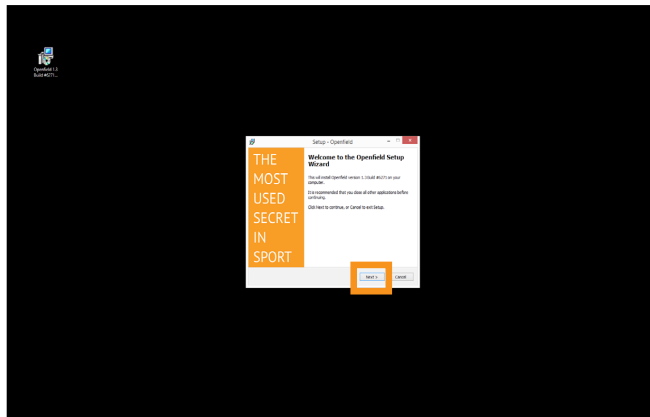 Openfield 1.3
Build #5271...
Setup - Openfield
THE
MOST
USED
SECRET
IN
SPORT
Welcome to the Openfield Setup
Wizard
This will install Openfield version 1.3 Build #5271 on your
computer.
It is recommended that you close all other applications before
continuing.
Click Next to continue, or Cancel to exit Setup.
Next >
Cancel